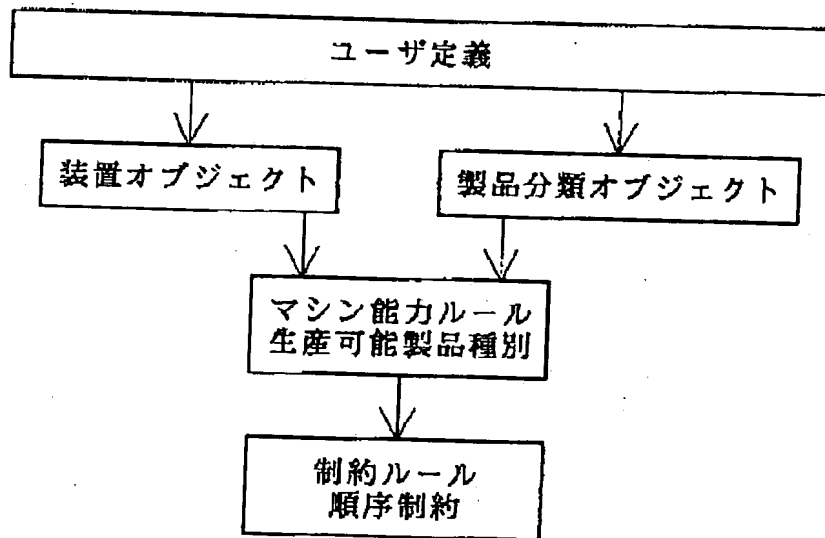 ユーザ定義
装置オブジェクト
製品分類オブジェクト
マシン能力ルール
生産可能製品種別
制約ルール
順序制約